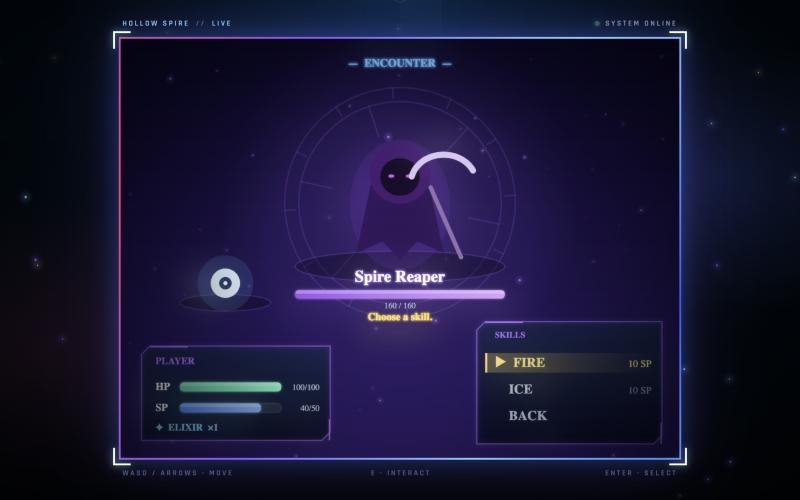 HOLLOW SPIRE // LIVE
SYSTEM ONLINE
— ENCOUNTER —
Spire Reaper
160 / 160
Choose a skill.
PLAYER
HP 100/100
SP 40/50
✦ ELIXIR ×1
SKILLS
▶ FIRE 10 SP
ICE 10 SP
BACK
WASD / ARROWS · MOVE
E · INTERACT
ENTER · SELECT